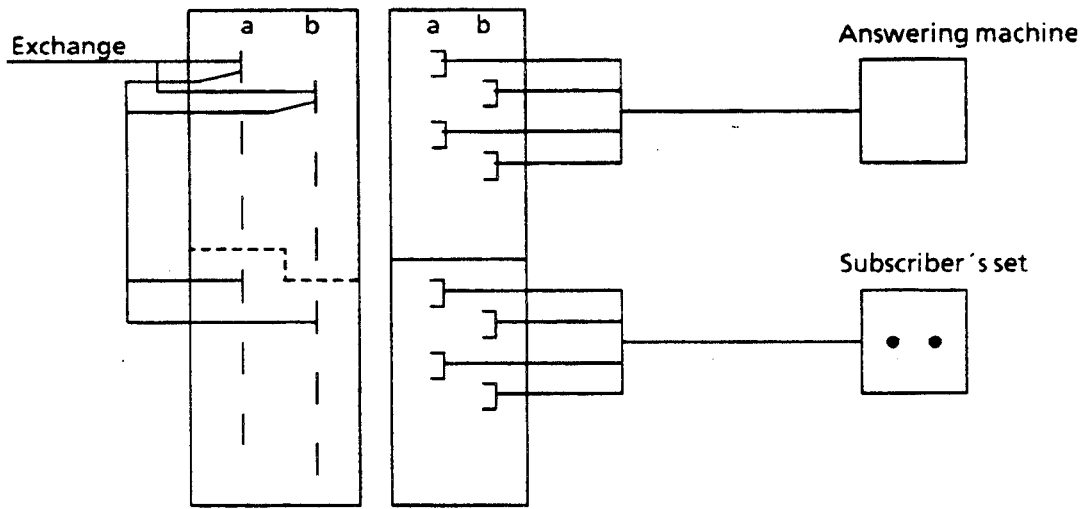 a b
a b
Exchange
Answering machine
Subscriber´s set